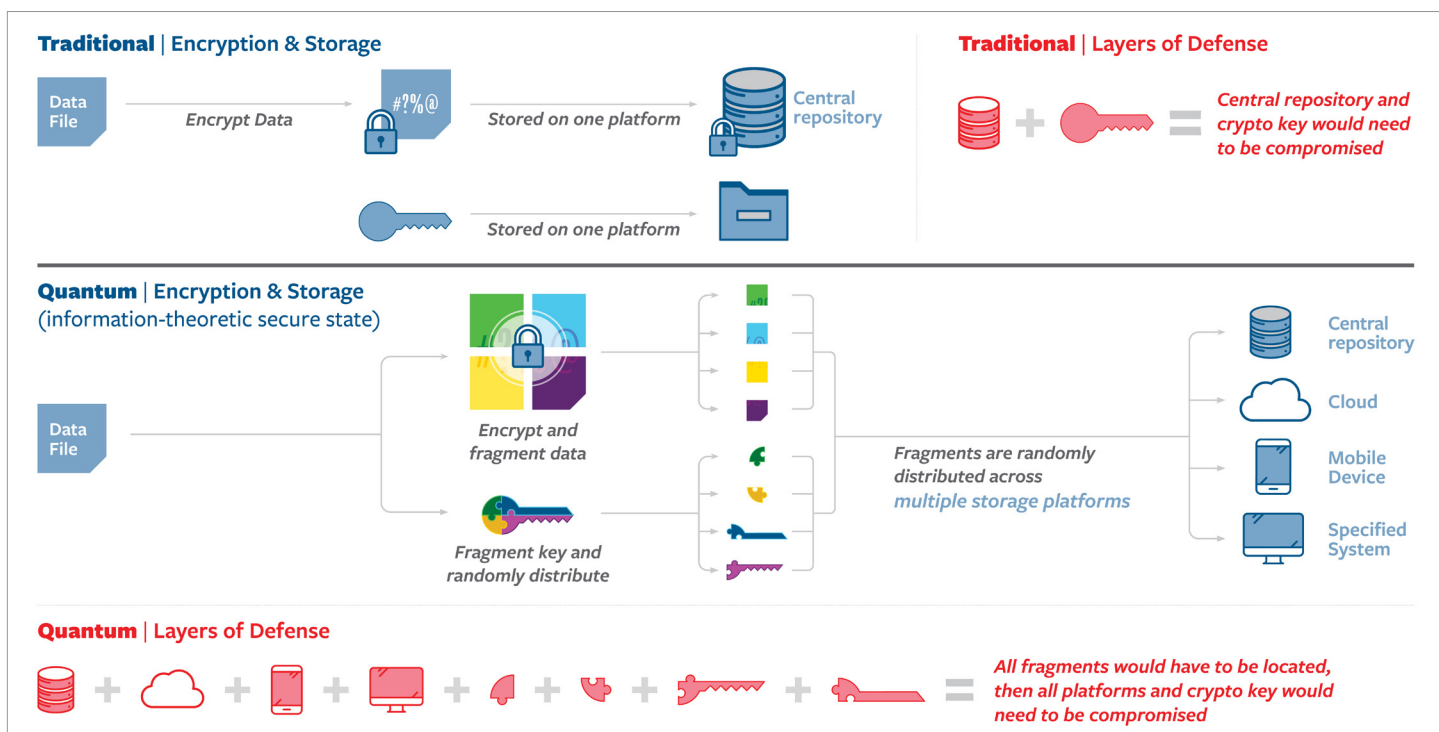 Traditional | Encryption & Storage
Data
File
Encrypt Data
#?%@
Stored on one platform
Central
repository
Stored on one platform
Traditional | Layers of Defense
Central repository and
crypto key would need
to be compromised
Quantum | Encryption & Storage
(information-theoretic secure state)
Data
File
Encrypt and
fragment data
Fragment key and
randomly distribute
Fragments are randomly
distributed across
multiple storage platforms
Central
repository
Cloud
Mobile
Device
Specified
System
Quantum | Layers of Defense
All fragments would have to be located,
then all platforms and crypto key would
need to be compromised